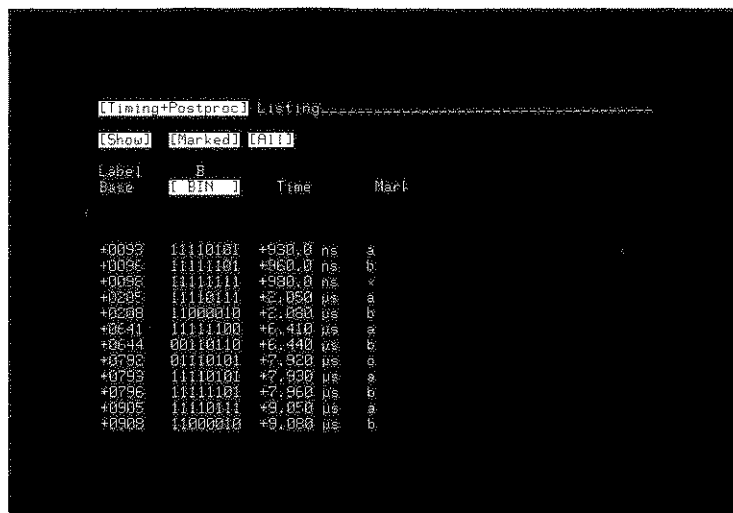 [Timing+Postproc] Listing
[Show] [Marked] [All]
Label B
Base [ BIN ] Time Mark
+0093 11110101 +930.0 ns a
+0096 11111101 +960.0 ns b
+0098 11111111 +980.0 ns x
+0205 11110111 +2.050 µs a
+0208 11000010 +2.080 µs b
+0641 11111100 +6.410 µs a
+0644 00110110 +6.440 µs b
+0792 01110101 +7.920 µs o
+0793 11110101 +7.930 µs a
+0796 11111101 +7.960 µs b
+0905 11110111 +9.050 µs a
+0908 11000010 +9.080 µs b